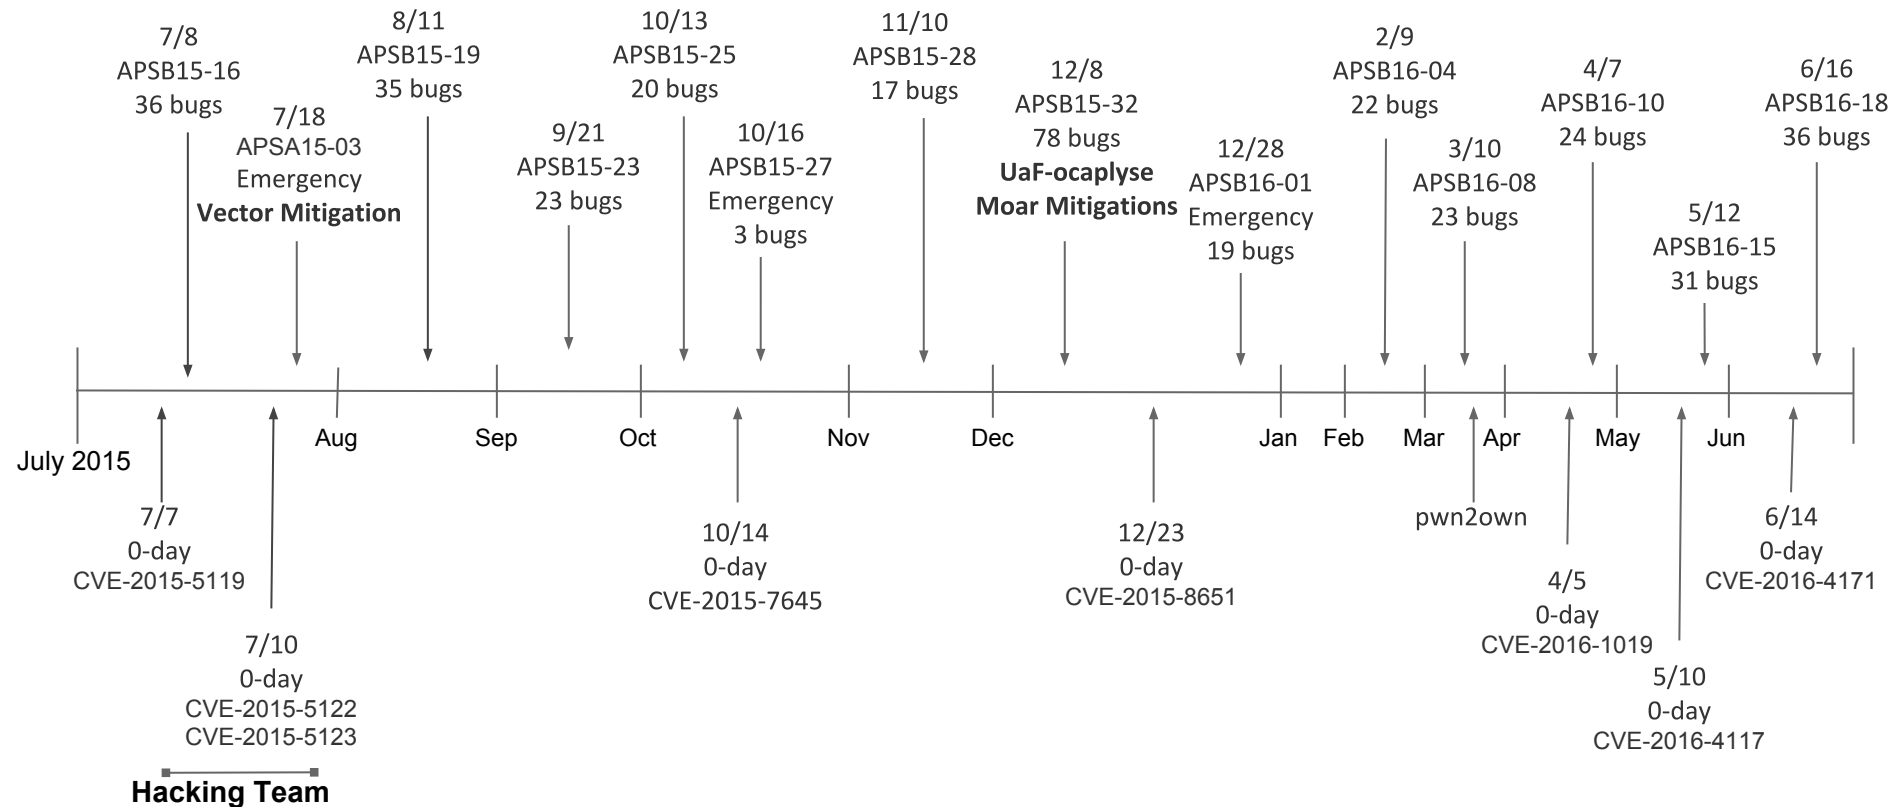 7/8
APSB15-16
36 bugs
7/18
APSA15-03
Emergency
Vector Mitigation
8/11
APSB15-19
35 bugs
9/21
APSB15-23
23 bugs
10/13
APSB15-25
20 bugs
10/16
APSB15-27
Emergency
3 bugs
11/10
APSB15-28
17 bugs
12/8
APSB15-32
78 bugs
UaF-ocaplyse
Moar Mitigations
12/28
APSB16-01
Emergency
19 bugs
2/9
APSB16-04
22 bugs
3/10
APSB16-08
23 bugs
4/7
APSB16-10
24 bugs
5/12
APSB16-15
31 bugs
6/16
APSB16-18
36 bugs
July 2015
Aug
Sep
Oct
Nov
Dec
Jan
Feb
Mar
Apr
May
Jun
7/7
0-day
CVE-2015-5119
7/10
0-day
CVE-2015-5122
CVE-2015-5123
Hacking Team
10/14
0-day
CVE-2015-7645
12/23
0-day
CVE-2015-8651
pwn2own
4/5
0-day
CVE-2016-1019
5/10
0-day
CVE-2016-4117
6/14
0-day
CVE-2016-4171